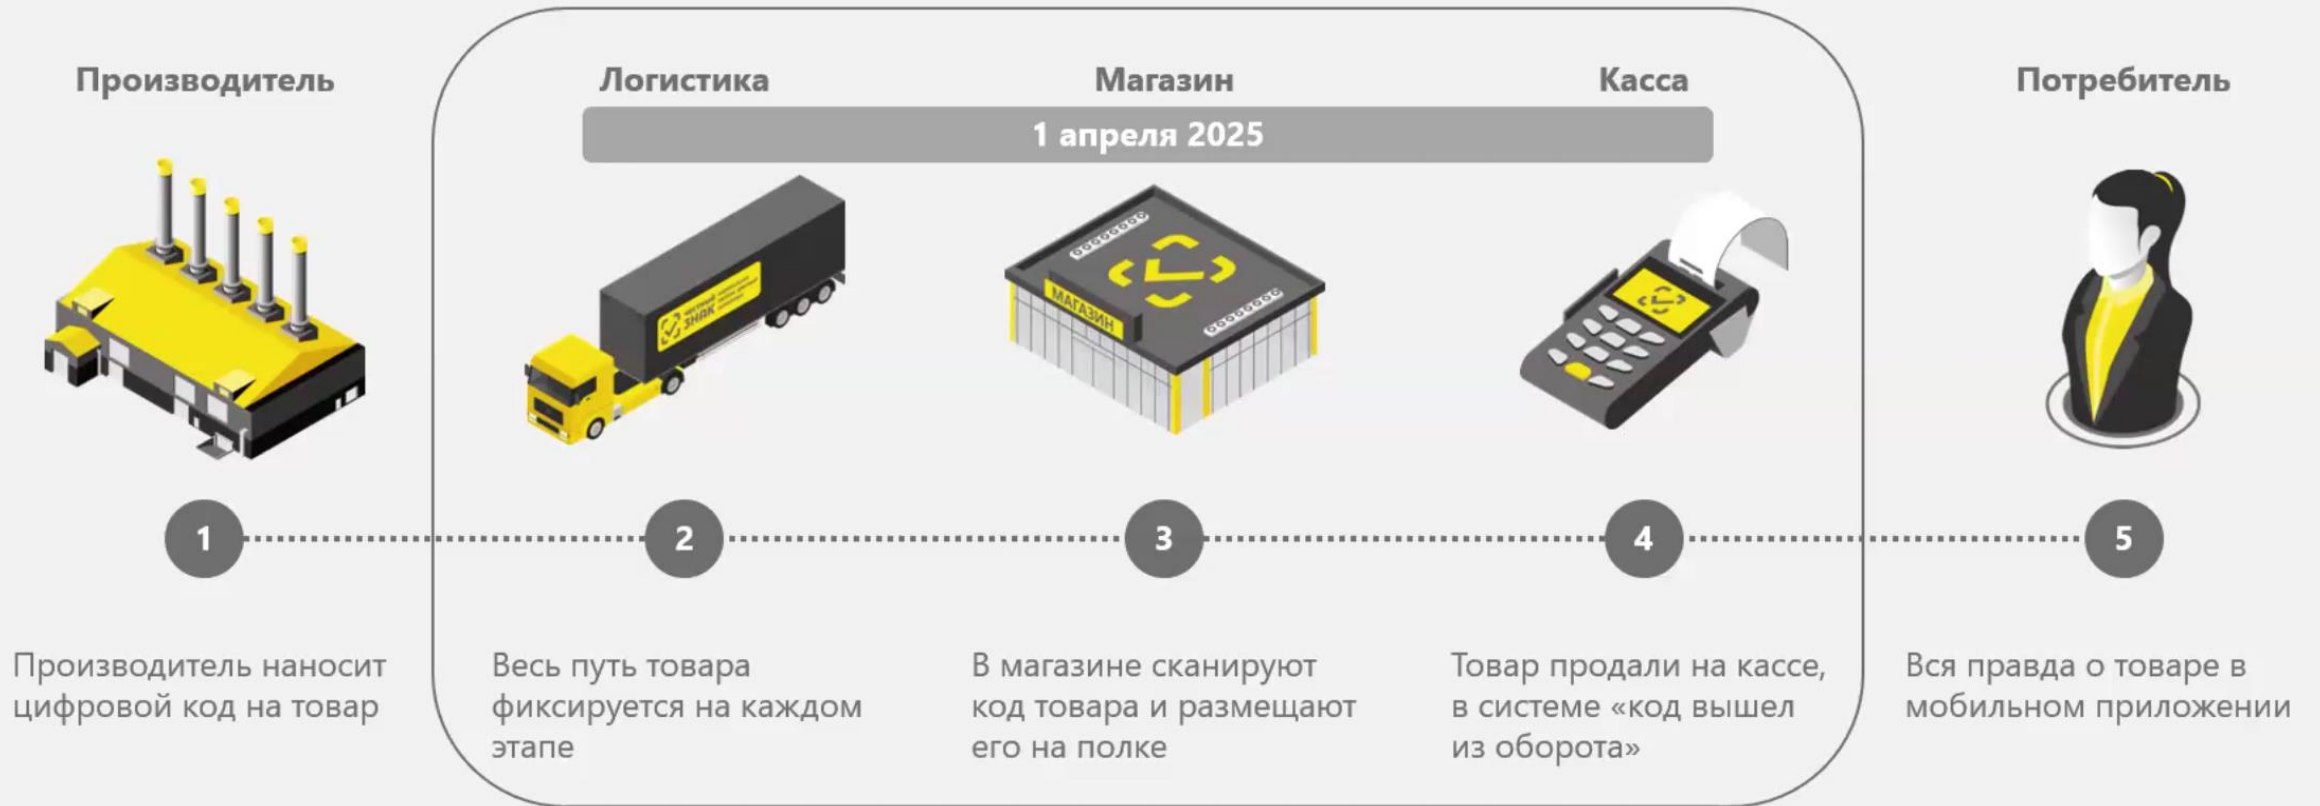 Производитель
Логистика
Магазин
Касса
Потребитель
1 апреля 2025
ЧЕСТНЫЙ
ЗНАК
МАГАЗИН
1
2
3
4
5
Производитель наносит
цифровой код на товар
Весь путь товара
фиксируется на каждом
этапе
В магазине сканируют
код товара и размещают
его на полке
Товар продали на кассе,
в системе «код вышел
из оборота»
Вся правда о товаре в
мобильном приложении